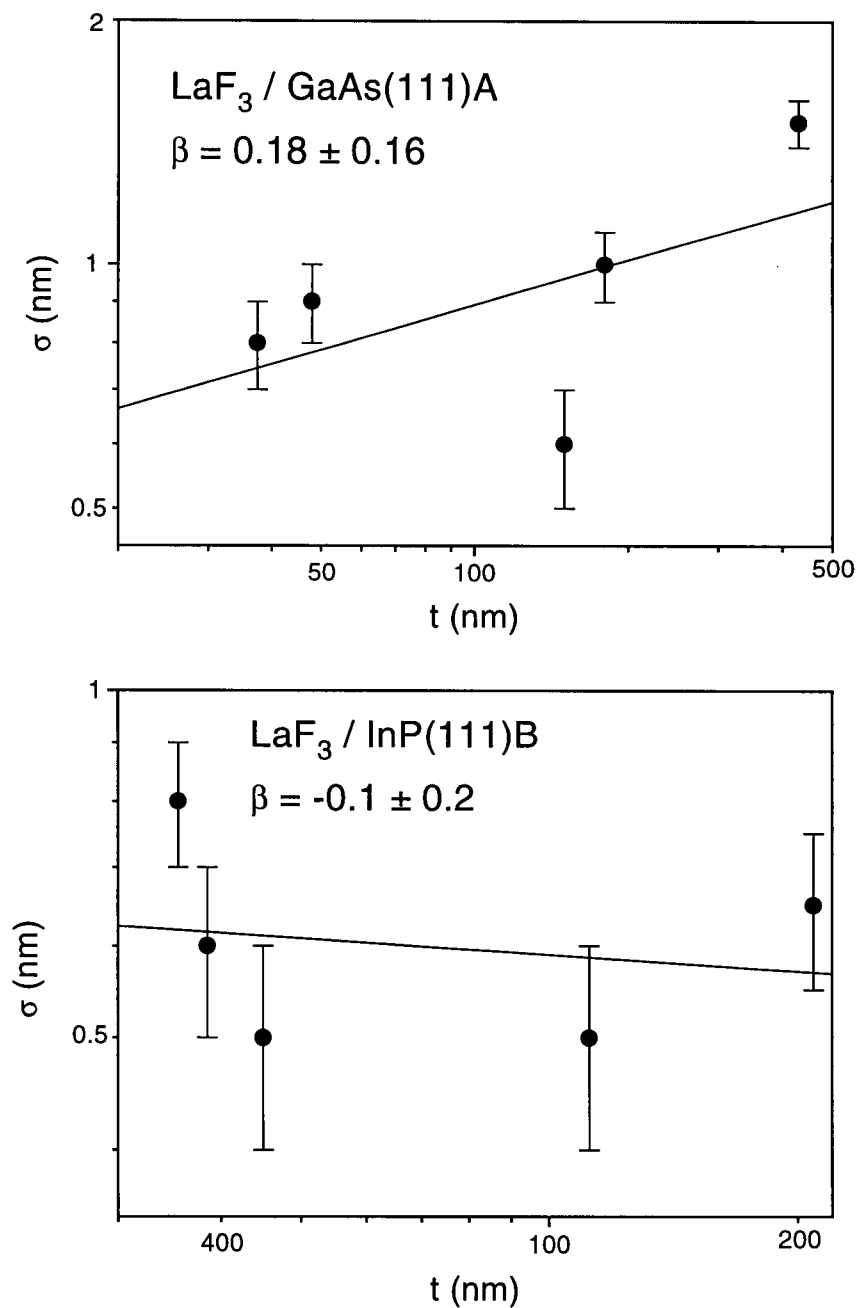 2
LaF₃ / GaAs(111)A
β = 0.18 ± 0.16
1
σ (nm)
0.5
50 100 500
t (nm)
1
LaF₃ / InP(111)B
β = -0.1 ± 0.2
σ (nm)
0.5
400 100 200
t (nm)